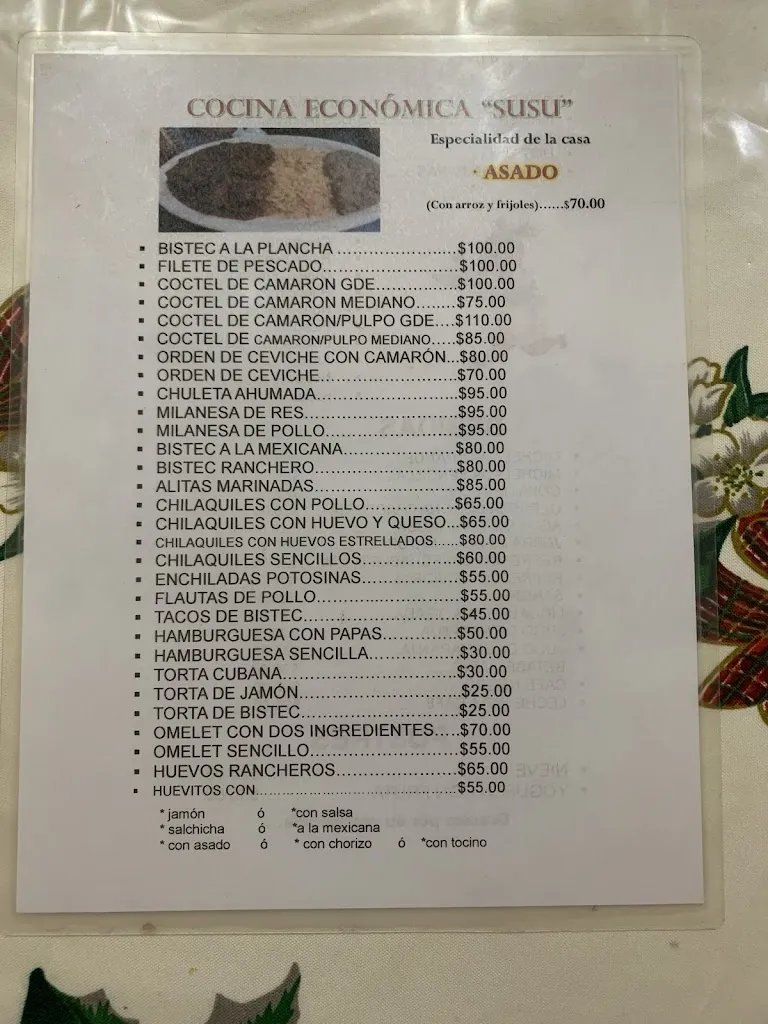 COCINA ECONÓMICA “SUSU”
Especialidad de la casa
ASADO
(Con arroz y frijoles)......$70.00
▪ BISTEC A LA PLANCHA ........................$100.00
▪ FILETE DE PESCADO...........................$100.00
▪ COCTEL DE CAMARON GDE................$100.00
▪ COCTEL DE CAMARON MEDIANO........$75.00
▪ COCTEL DE CAMARON/PULPO GDE....$110.00
▪ COCTEL DE CAMARON/PULPO MEDIANO.....$85.00
▪ ORDEN DE CEVICHE CON CAMARÓN...$80.00
▪ ORDEN DE CEVICHE............................$70.00
▪ CHULETA AHUMADA............................$95.00
▪ MILANESA DE RES...............................$95.00
▪ MILANESA DE POLLO...........................$95.00
▪ BISTEC A LA MEXICANA.......................$80.00
▪ BISTEC RANCHERO.............................$80.00
▪ ALITAS MARINADAS.............................$85.00
▪ CHILAQUILES CON POLLO...................$65.00
▪ CHILAQUILES CON HUEVO Y QUESO...$65.00
▪ CHILAQUILES CON HUEVOS ESTRELLADOS......$80.00
▪ CHILAQUILES SENCILLOS....................$60.00
▪ ENCHILADAS POTOSINAS....................$55.00
▪ FLAUTAS DE POLLO.............................$55.00
▪ TACOS DE BISTEC................................$45.00
▪ HAMBURGUESA CON PAPAS................$50.00
▪ HAMBURGUESA SENCILLA..................$30.00
▪ TORTA CUBANA....................................$30.00
▪ TORTA DE JAMÓN.................................$25.00
▪ TORTA DE BISTEC................................$25.00
▪ OMELET CON DOS INGREDIENTES.....$70.00
▪ OMELET SENCILLO...............................$55.00
▪ HUEVOS RANCHEROS.........................$65.00
▪ HUEVITOS CON..........................................$55.00
* jamón ó *con salsa
* salchicha ó *a la mexicana
* con asado ó * con chorizo ó *con tocino